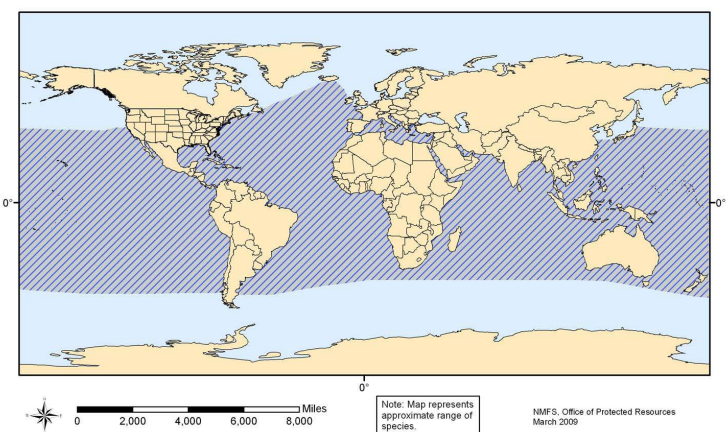 0°
0°
0°
Miles
0 2,000 4,000 6,000 8,000
Note: Map represents
approximate range of
species.
NMFS, Office of Protected Resources
March 2009